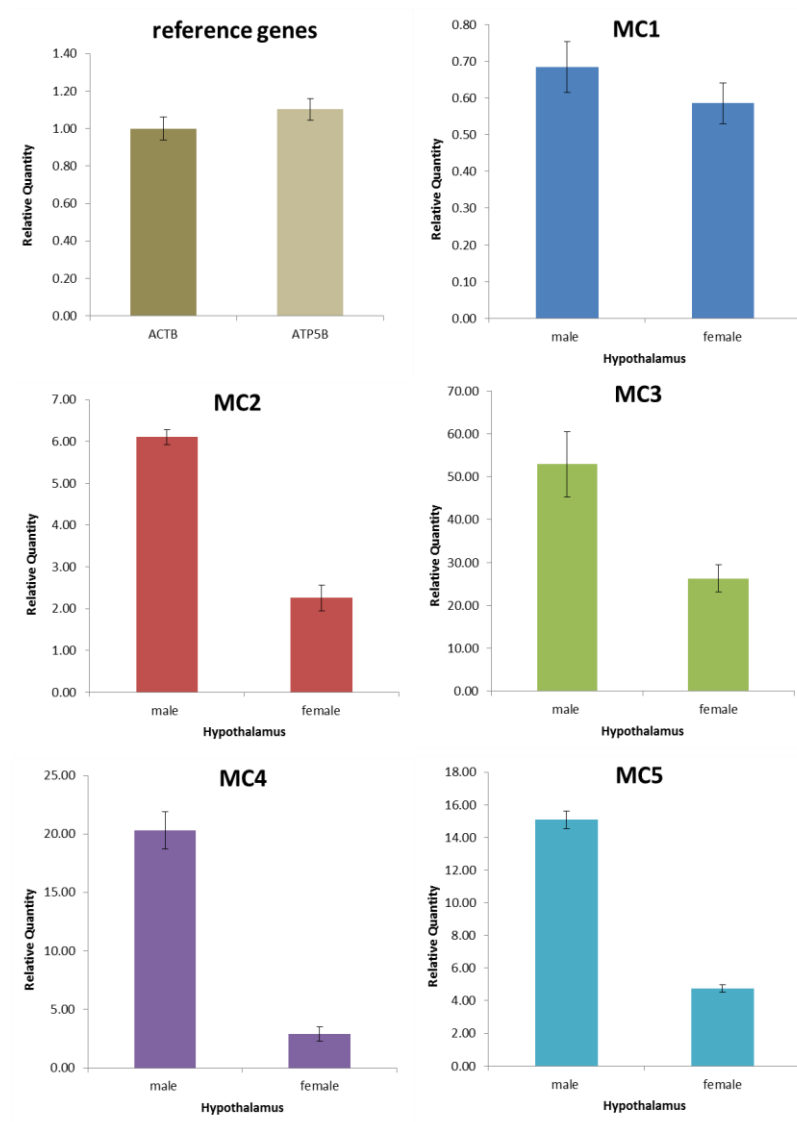 reference genes
1.40
1.20
1.00
0.80
0.60
0.40
0.20
0.00
Relative Quantity
ACTB ATP5B
MC1
0.80
0.70
0.60
0.50
0.40
0.30
0.20
0.10
0.00
Relative Quantity
male female
Hypothalamus
MC2
7.00
6.00
5.00
4.00
3.00
2.00
1.00
0.00
Relative Quantity
male female
Hypothalamus
MC3
70.00
60.00
50.00
40.00
30.00
20.00
10.00
0.00
Relative Quantity
male female
Hypothalamus
MC4
25.00
20.00
15.00
10.00
5.00
0.00
Relative Quantity
male female
Hypothalamus
MC5
18.00
16.00
14.00
12.00
10.00
8.00
6.00
4.00
2.00
0.00
Relative Quantity
male female
Hypothalamus